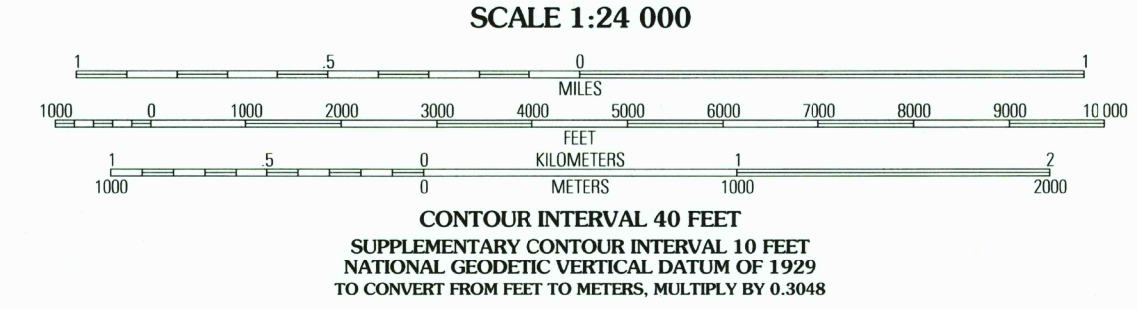 SCALE 1:24 000
1 .5 0 1
MILES
1000 0 1000 2000 3000 4000 5000 6000 7000 8000 9000 10 000
FEET
1 .5 0 KILOMETERS 1 2
1000 0 METERS 1000 2000
CONTOUR INTERVAL 40 FEET
SUPPLEMENTARY CONTOUR INTERVAL 10 FEET
NATIONAL GEODETIC VERTICAL DATUM OF 1929
TO CONVERT FROM FEET TO METERS, MULTIPLY BY 0.3048